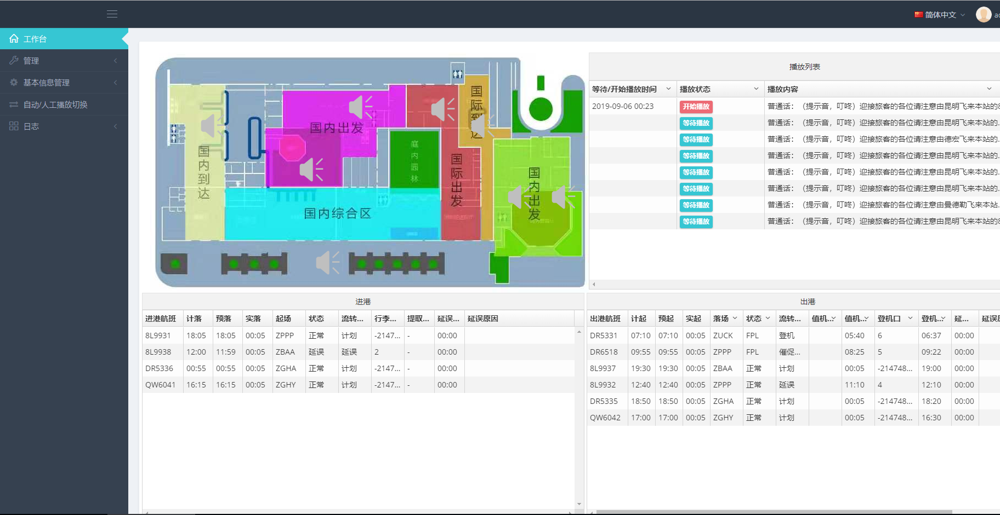 简体中文
工作台
管理
基本信息管理
自动/人工播放切换
日志
国内到达
国内出发
国际到达
庭内园林
国际出发
国内出发
国内综合区
播放列表
等待/开始播放时间 播放状态 播放内容
2019-09-06 00:23 开始播放 普通话：（提示音，叮咚）迎接旅客的各位请注意由昆明飞来本站的8
等待播放 普通话：（提示音，叮咚）迎接旅客的各位请注意由昆明飞来本站的...
等待播放 普通话：（提示音，叮咚）迎接旅客的各位请注意由德宏飞来本站的...
等待播放 普通话：（提示音，叮咚）迎接旅客的各位请注意由昆明飞来本站的...
等待播放 普通话：（提示音，叮咚）迎接旅客的各位请注意由昆明飞来本站的...
等待播放 普通话：（提示音，叮咚）迎接旅客的各位请注意由昆明飞来本站的...
等待播放 普通话：（提示音，叮咚）迎接旅客的各位请注意由曼德勒飞来本站...
等待播放 普通话：（提示音，叮咚）迎接旅客的各位请注意由昆明飞来本站的8
进港
进港航班 计落 预落 实落 起场 状态 流转... 行李... 提取... 延误... 延误原因
8L9931 18:05 18:05 00:05 ZPPP 正常 计划 -2147... - 00:00
8L9938 12:00 11:59 00:05 ZBAA 延误 延误 2 - 00:00
DR5336 00:55 00:55 00:05 ZGHA 正常 计划 -2147... - 00:00
QW6041 16:15 16:15 00:05 ZGHY 正常 计划 -2147... - 00:00
出港
出港航班 计起 预起 实起 落场 状态 流转... 值机... 值机... 登机口 登机... 延... 延误
DR5331 07:10 07:10 00:05 ZUCK FPL 登机 05:40 6 06:37 00:00
DR6518 09:55 09:55 00:05 ZPPP FPL 催促... 08:25 5 09:22 00:00
8L9937 19:30 19:30 00:05 ZBAA 正常 计划 00:05 -214748... 19:00 00:00
8L9932 12:40 12:40 00:05 ZPPP 正常 延误 11:10 4 12:10 00:00
DR5335 18:50 18:50 00:05 ZGHA 正常 计划 00:05 -214748... 18:20 00:00
QW6042 17:00 17:00 00:05 ZGHY 正常 计划 00:05 -214748... 16:30 00:00